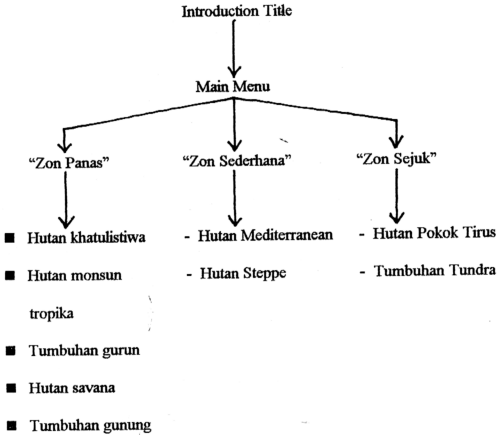 Introduction Title
Main Menu
“Zon Panas”
“Zon Sederhana”
“Zon Sejuk”
■ Hutan khatulistiwa
■ Hutan monsun
tropika
■ Tumbuhan gurun
■ Hutan savana
■ Tumbuhan gunung
- Hutan Mediterranean
- Hutan Steppe
- Hutan Pokok Tirus
- Tumbuhan Tundra